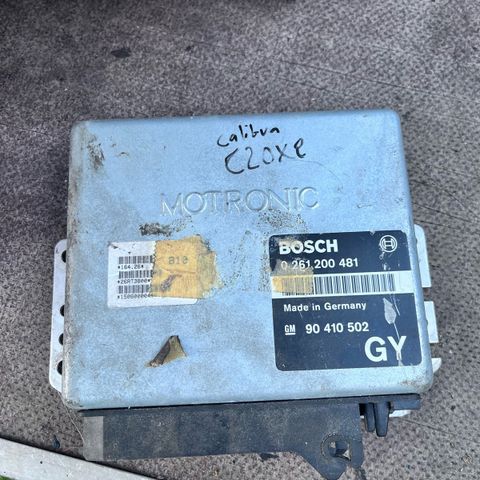 Calibra
C20XE
MOTRONIC
BOSCH
0 261 200 481
Made in Germany
GM 90 410 502
GY
B10